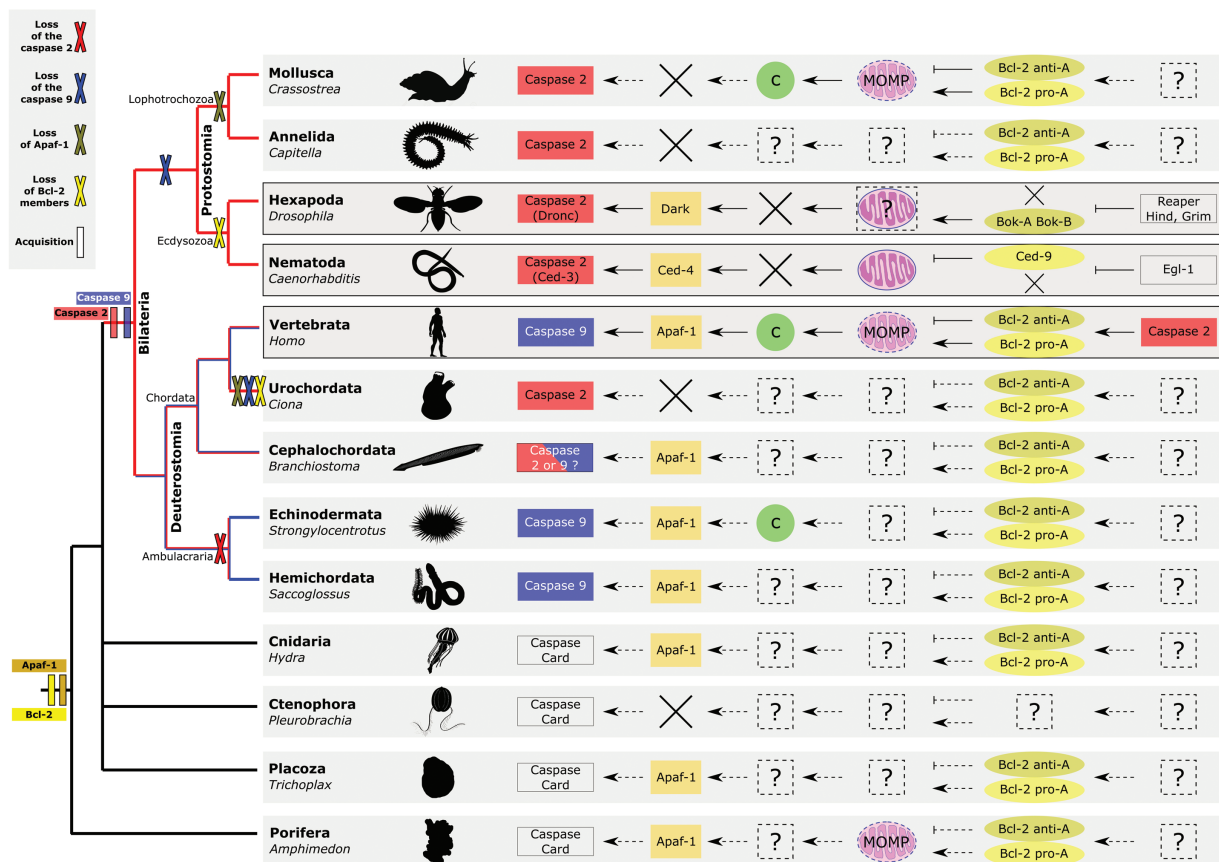 Loss
of the
caspase 2
Loss
of the
caspase 9
Loss
of Apaf-1
Loss
of Bcl-2
members
Acquisition
Caspase 9
Caspase 2
Bilateria
Apaf-1
Bcl-2
Lophotrochozoa
Protostomia
Ecdysozoa
Chordata
Deuterostomia
Ambulacraria
Mollusca
Crassostrea
Caspase 2
C
MOMP
Bcl-2 anti-A
Bcl-2 pro-A
?
Annelida
Capitella
Caspase 2
?
?
Bcl-2 anti-A
Bcl-2 pro-A
?
Hexapoda
Drosophila
Caspase 2
(Dronc)
Dark
?
Bok-A Bok-B
Reaper
Hind, Grim
Nematoda
Caenorhabditis
Caspase 2
(Ced-3)
Ced-4
Ced-9
Egl-1
Vertebrata
Homo
Caspase 9
Apaf-1
C
MOMP
Bcl-2 anti-A
Bcl-2 pro-A
Caspase 2
Urochordata
Ciona
Caspase 2
?
?
Bcl-2 anti-A
Bcl-2 pro-A
?
Cephalochordata
Branchiostoma
Caspase
2 or 9 ?
Apaf-1
?
?
Bcl-2 anti-A
Bcl-2 pro-A
?
Echinodermata
Strongylocentrotus
Caspase 9
Apaf-1
C
?
Bcl-2 anti-A
Bcl-2 pro-A
?
Hemichordata
Saccoglossus
Caspase 9
Apaf-1
?
?
Bcl-2 anti-A
Bcl-2 pro-A
?
Cnidaria
Hydra
Caspase
Card
Apaf-1
?
?
Bcl-2 anti-A
Bcl-2 pro-A
?
Ctenophora
Pleurobrachia
Caspase
Card
?
?
?
?
Placoza
Trichoplax
Caspase
Card
Apaf-1
?
?
Bcl-2 anti-A
Bcl-2 pro-A
?
Porifera
Amphimedon
Caspase
Card
Apaf-1
?
MOMP
Bcl-2 anti-A
Bcl-2 pro-A
?